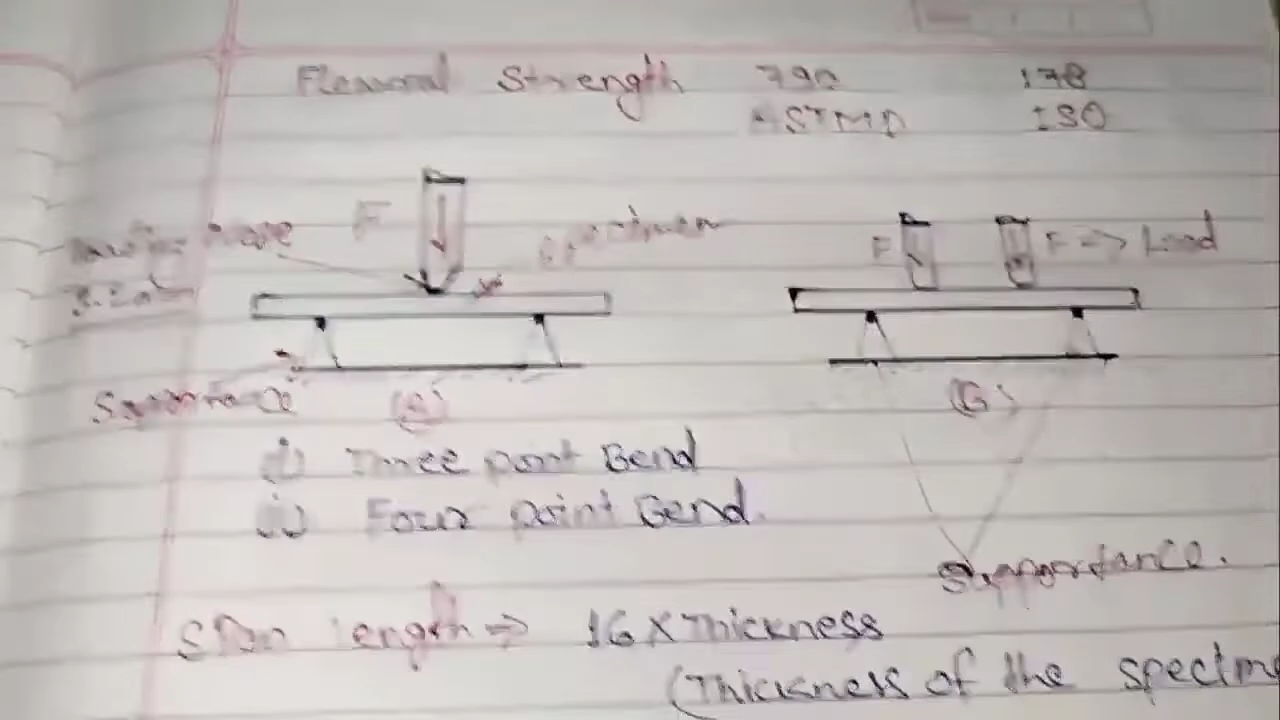 Flexural Strength 790 178
ASTMD ISO
F specimen
F F => Load
Supportance
(G)
(i) Three point Bend
(ii) Four point Bend.
Supportance.
Span length => 16 X Thickness
(Thickness of the